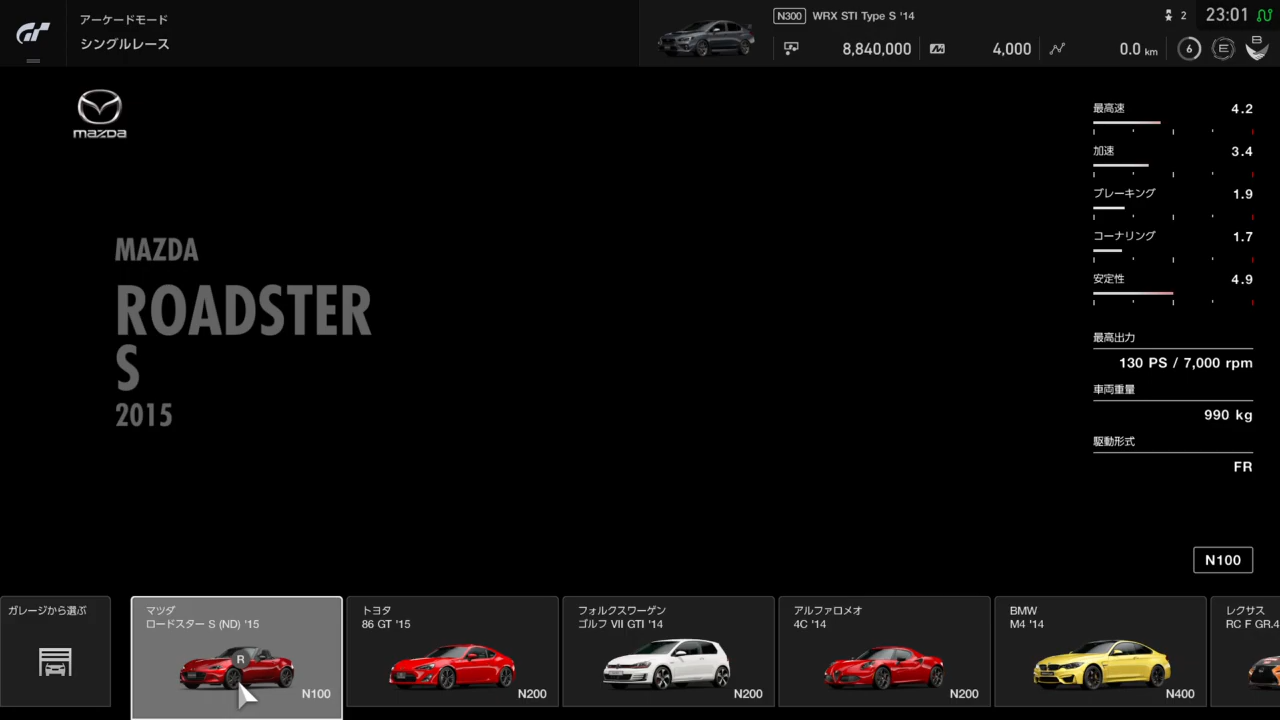 アーケードモード
シングルレース
N300 WRX STI Type S '14
8,840,000
4,000
0.0 km
2
23:01
6
E
B
mazda
MAZDA
ROADSTER
S
2015
最高速 4.2
加速 3.4
ブレーキング 1.9
コーナリング 1.7
安定性 4.9
最高出力
130 PS / 7,000 rpm
車両重量
990 kg
駆動形式
FR
N100
ガレージから選ぶ
マツダ
ロードスター S (ND) '15
R
N100
トヨタ
86 GT '15
N200
フォルクスワーゲン
ゴルフ VII GTI '14
N200
アルファロメオ
4C '14
N200
BMW
M4 '14
N400
レクサス
RC F GR.4